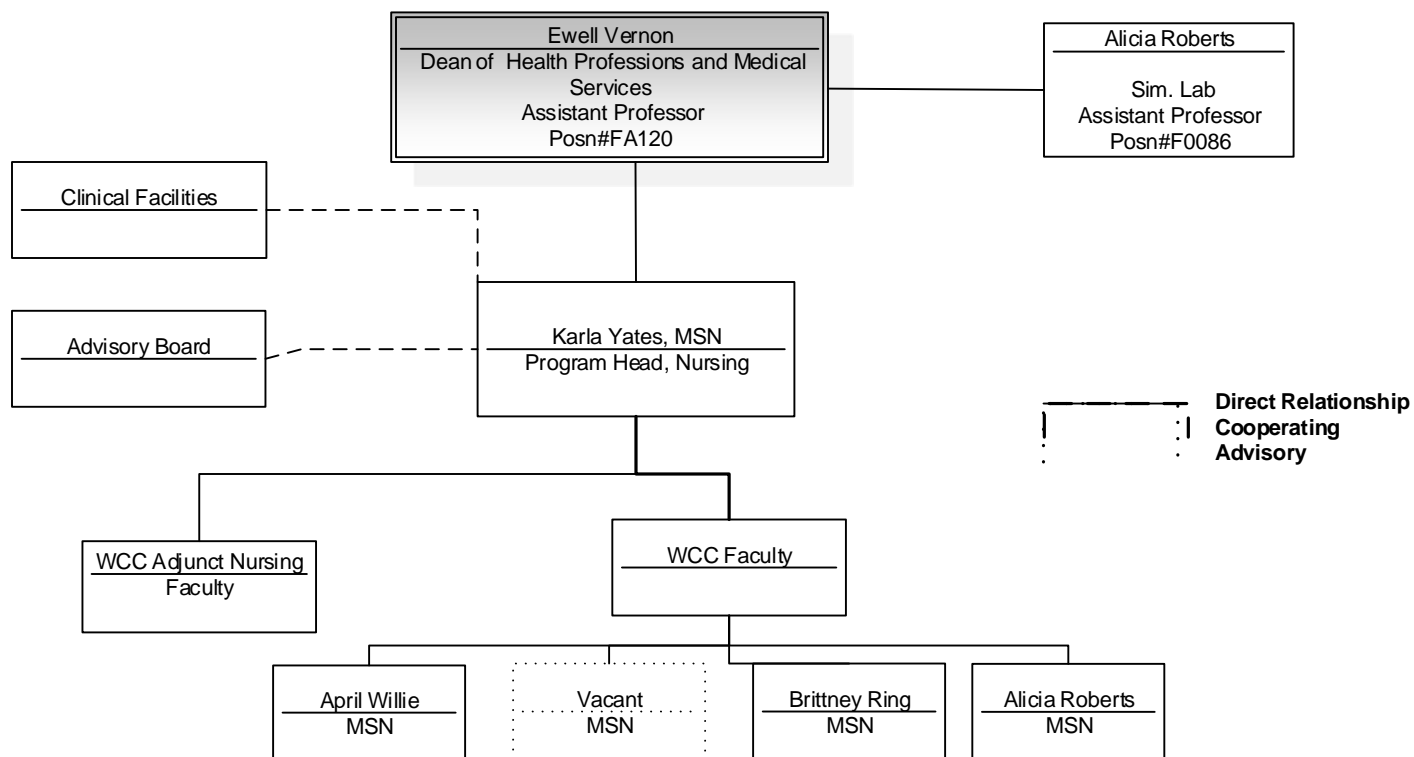 Ewell Vernon
Dean of Health Professions and Medical
Services
Assistant Professor
Posn#FA120
Alicia Roberts
Sim. Lab
Assistant Professor
Posn#F0086
Clinical Facilities
Advisory Board
Karla Yates, MSN
Program Head, Nursing
Direct Relationship
Cooperating
Advisory
WCC Adjunct Nursing
Faculty
WCC Faculty
April Willie
MSN
Vacant
MSN
Brittney Ring
MSN
Alicia Roberts
MSN